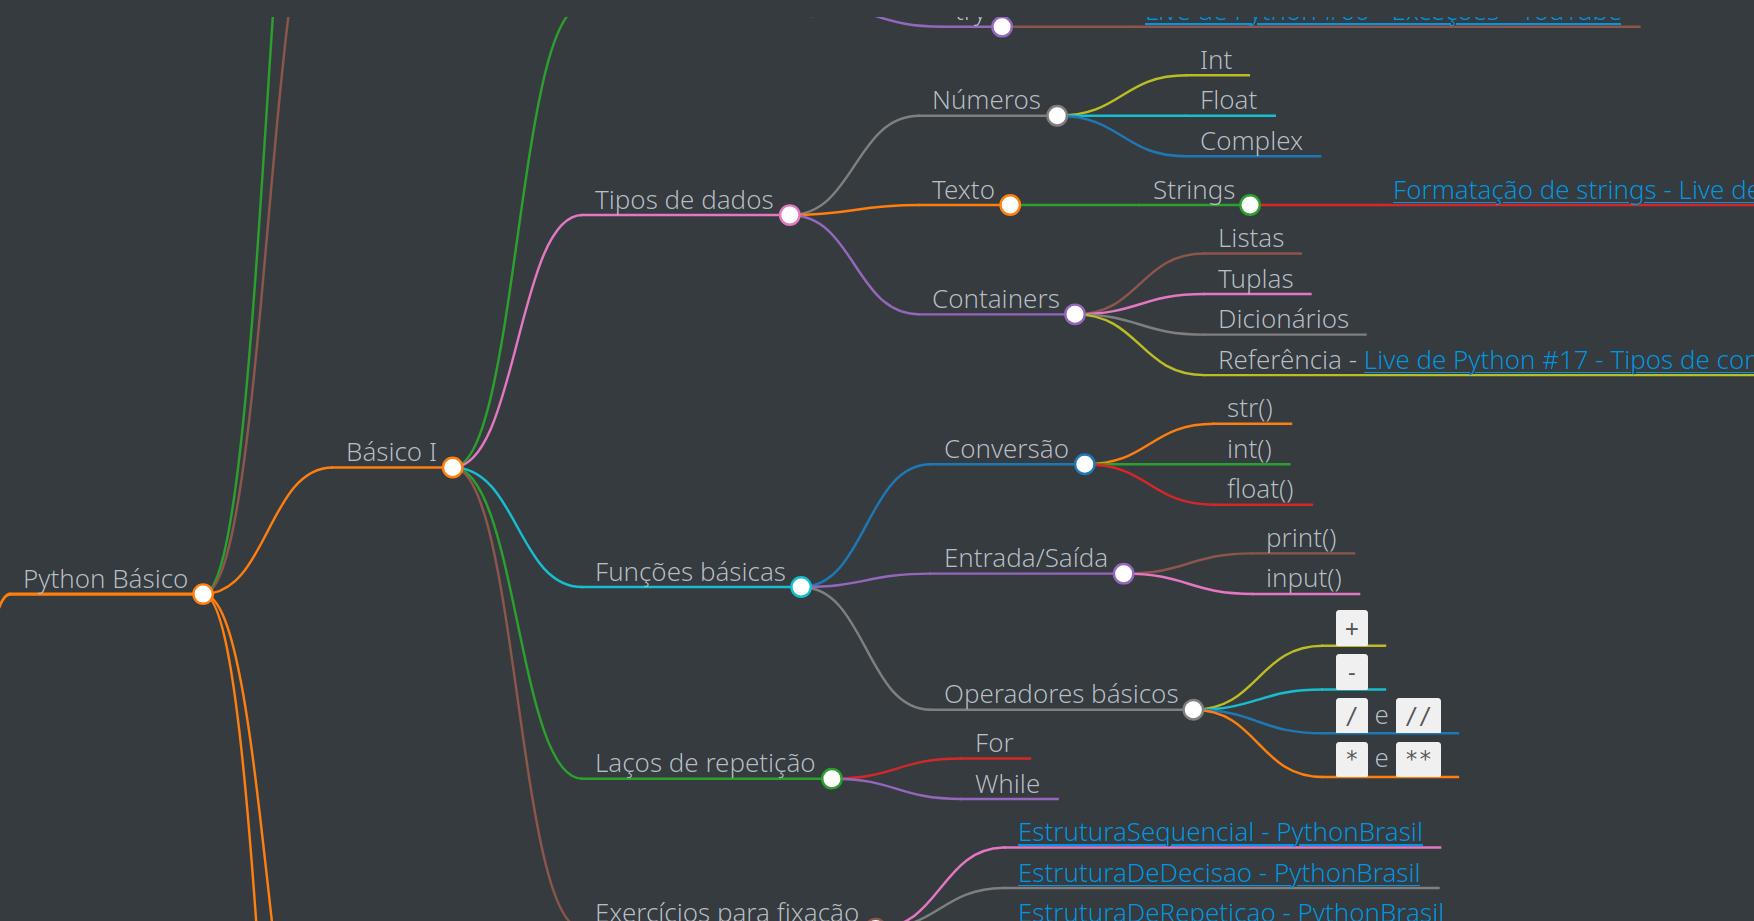 try
Live de Python #60 - Exceções - YouTube
Int
Números
Float
Complex
Tipos de dados
Texto
Strings
Formatação de strings - Live de
Listas
Tuplas
Containers
Dicionários
Referência - Live de Python #17 - Tipos de con
str()
Básico I
Conversão
int()
float()
print()
Entrada/Saída
input()
Python Básico
Funções básicas
+
-
Operadores básicos
/ e //
* e **
For
Laços de repetição
While
EstruturaSequencial - PythonBrasil
EstruturaDeDecisao - PythonBrasil
Exercícios para fixação
EstruturaDeRepeticao - PythonBrasil